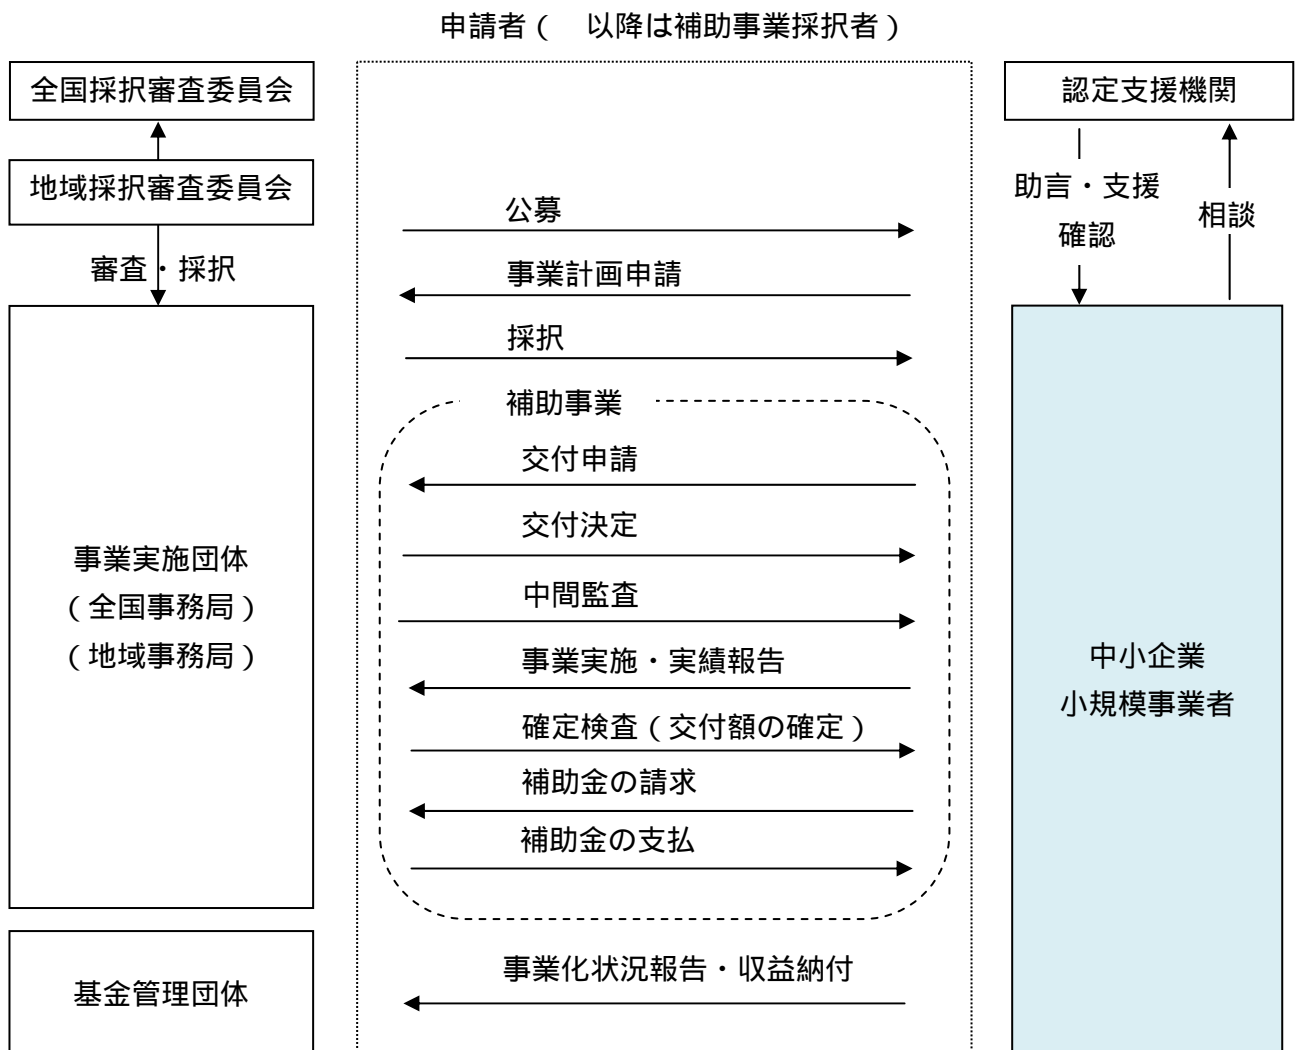 申請者（　以降は補助事業採択者）
全国採択審査委員会
地域採択審査委員会
審査・採択
事業実施団体
（全国事務局）
（地域事務局）
基金管理団体
公募
事業計画申請
採択
補助事業
交付申請
交付決定
中間監査
事業実施・実績報告
確定検査（交付額の確定）
補助金の請求
補助金の支払
事業化状況報告・収益納付
認定支援機関
助言・支援
確認
相談
中小企業
小規模事業者